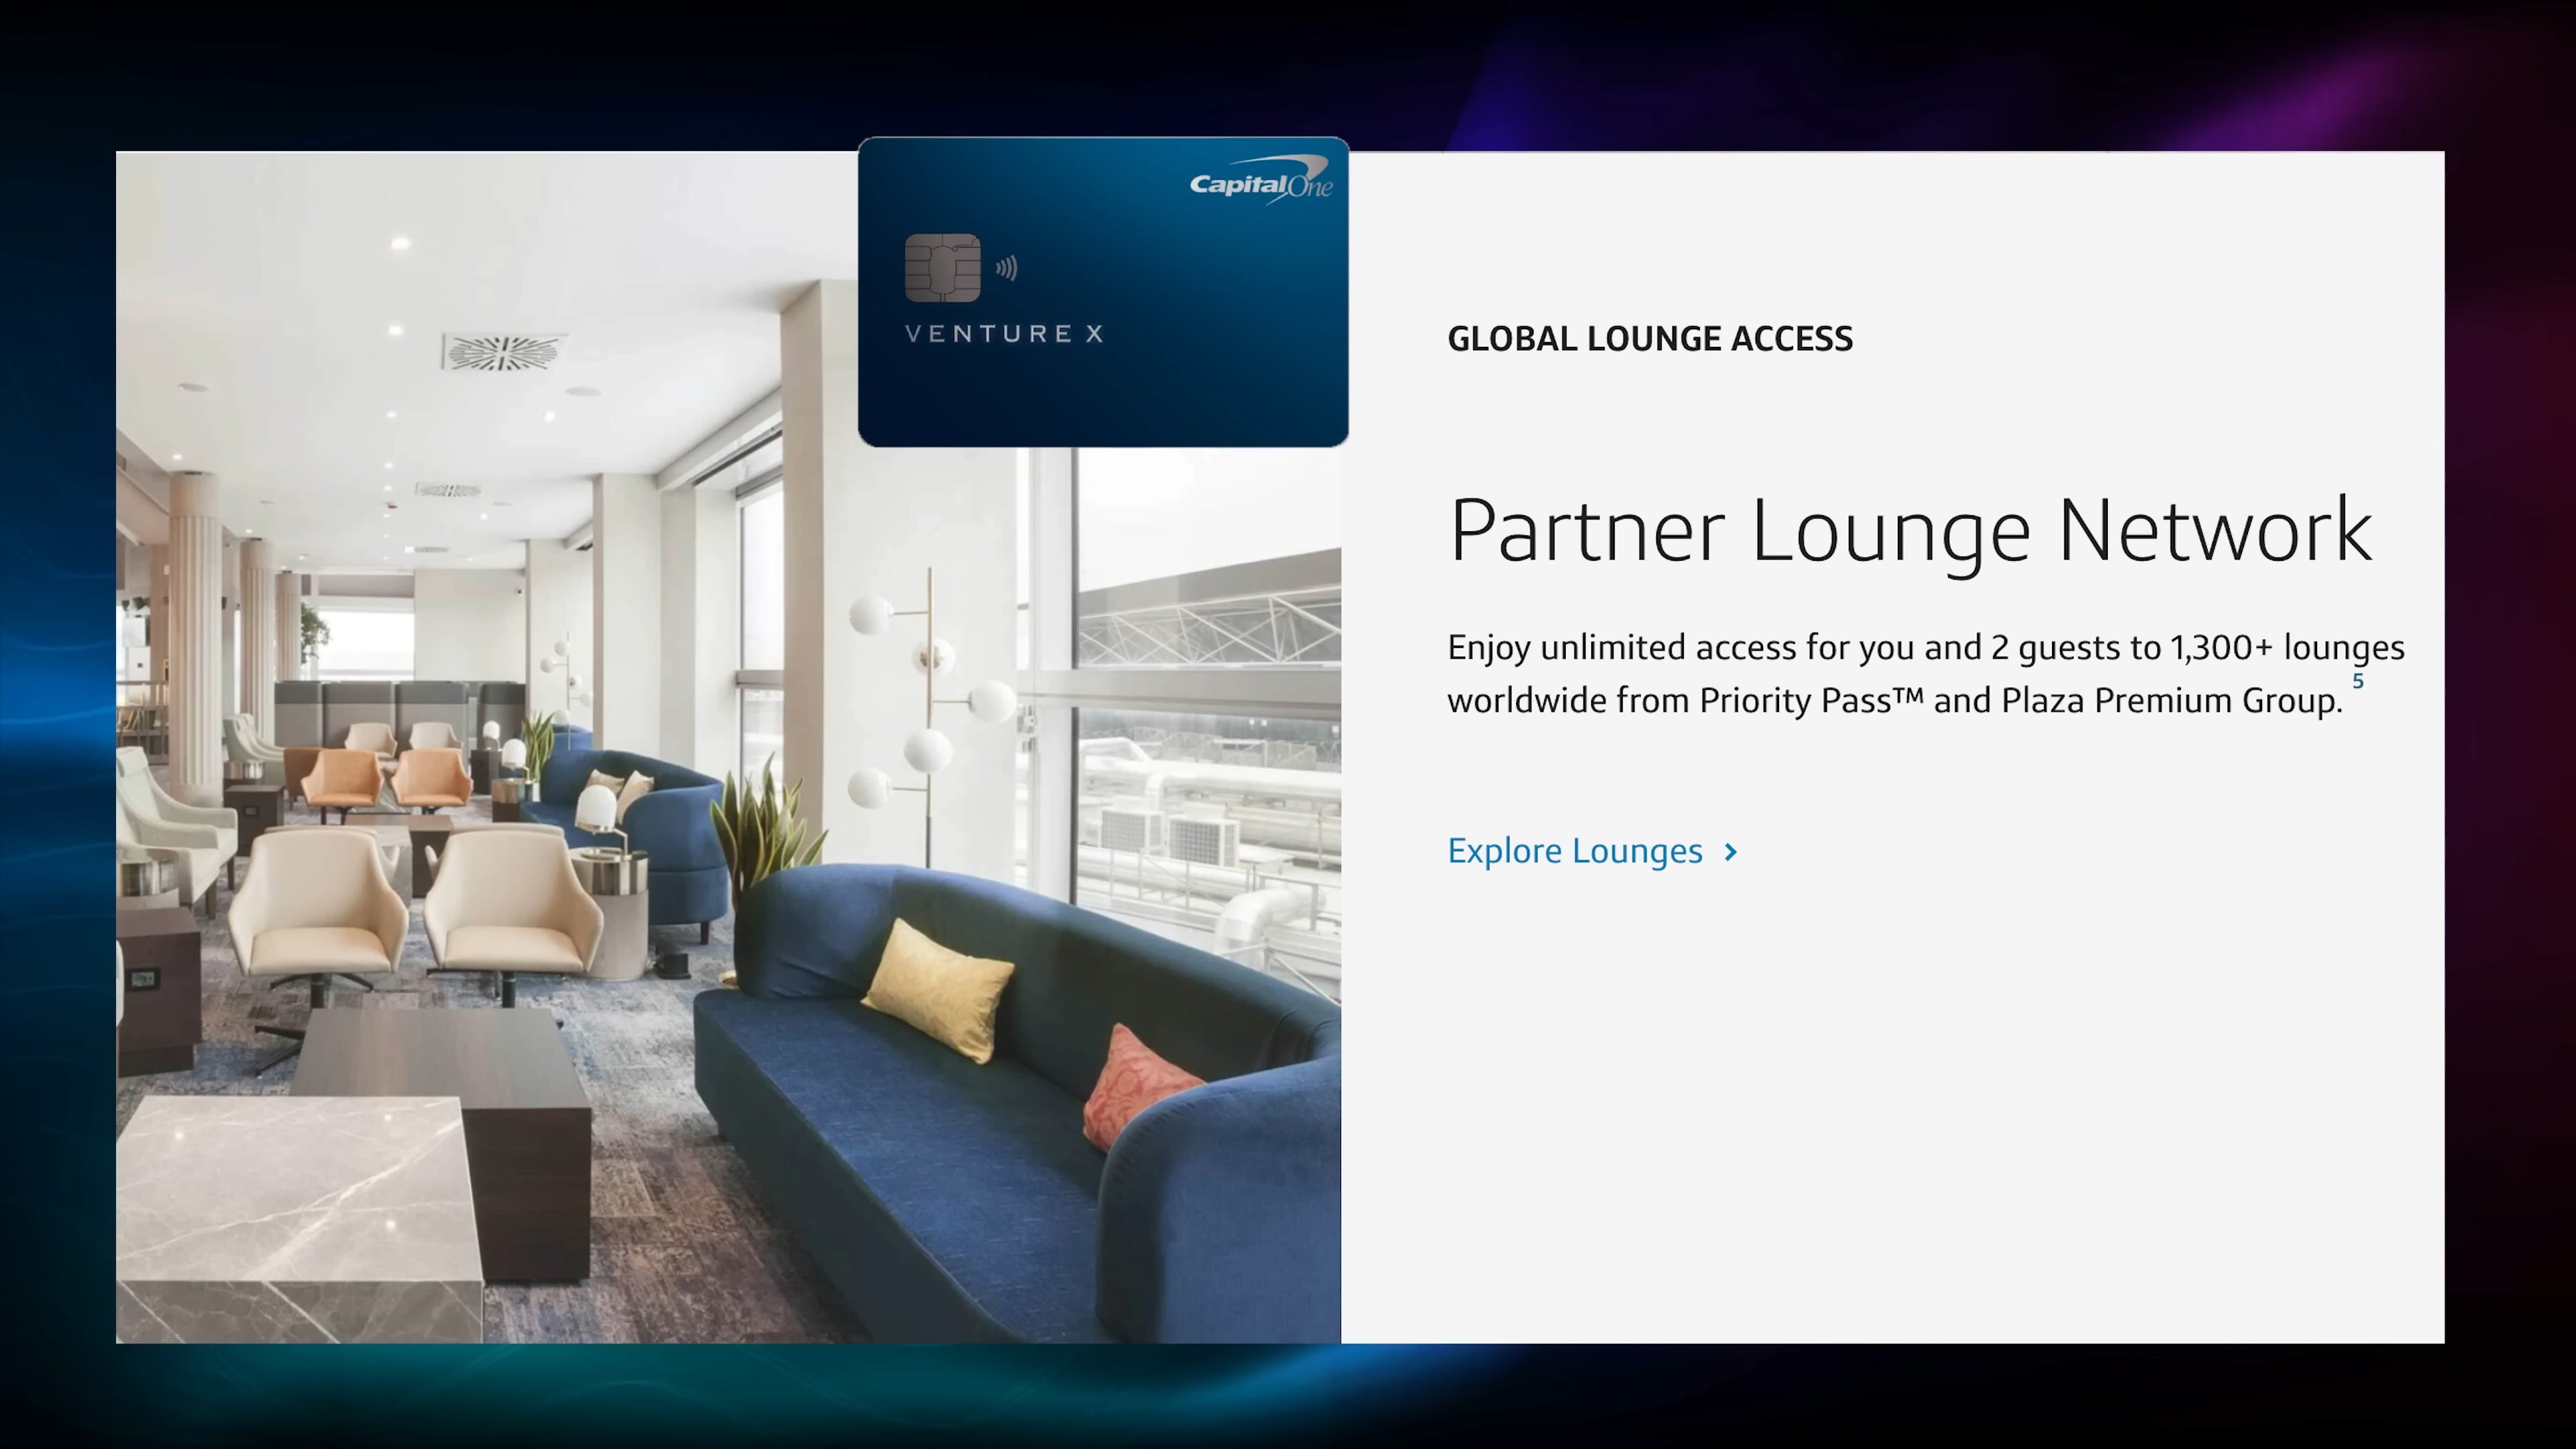 CapitalOne
VENTURE X
GLOBAL LOUNGE ACCESS
Partner Lounge Network
Enjoy unlimited access for you and 2 guests to 1,300+ lounges
worldwide from Priority Pass™ and Plaza Premium Group. 5
Explore Lounges >